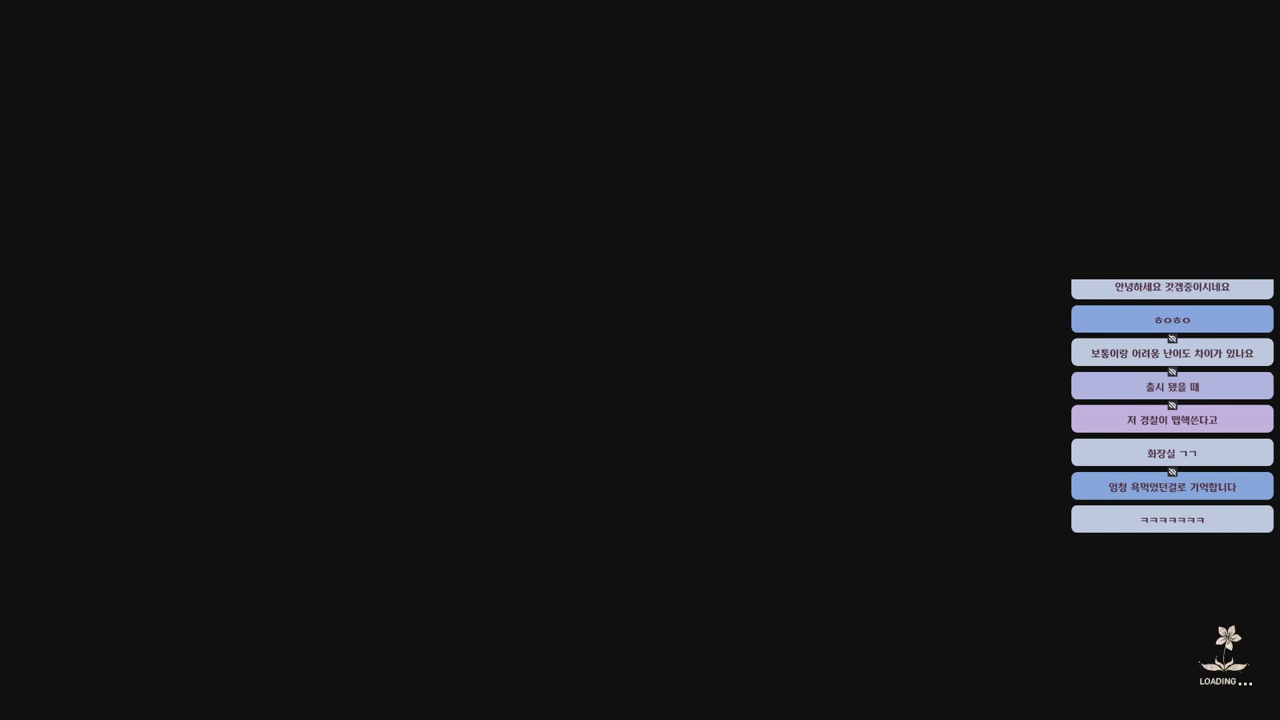 안녕하세요 갓겜중이시네요
ㅎㅇㅎㅇ
보통이랑 어려움 난이도 차이가 있나요
출시 됐을 때
저 경찰이 맵핵쓴다고
화장실 ㄱㄱ
엄청 욕먹었던걸로 기억합니다
ㅋㅋㅋㅋㅋㅋㅋ
LOADING...